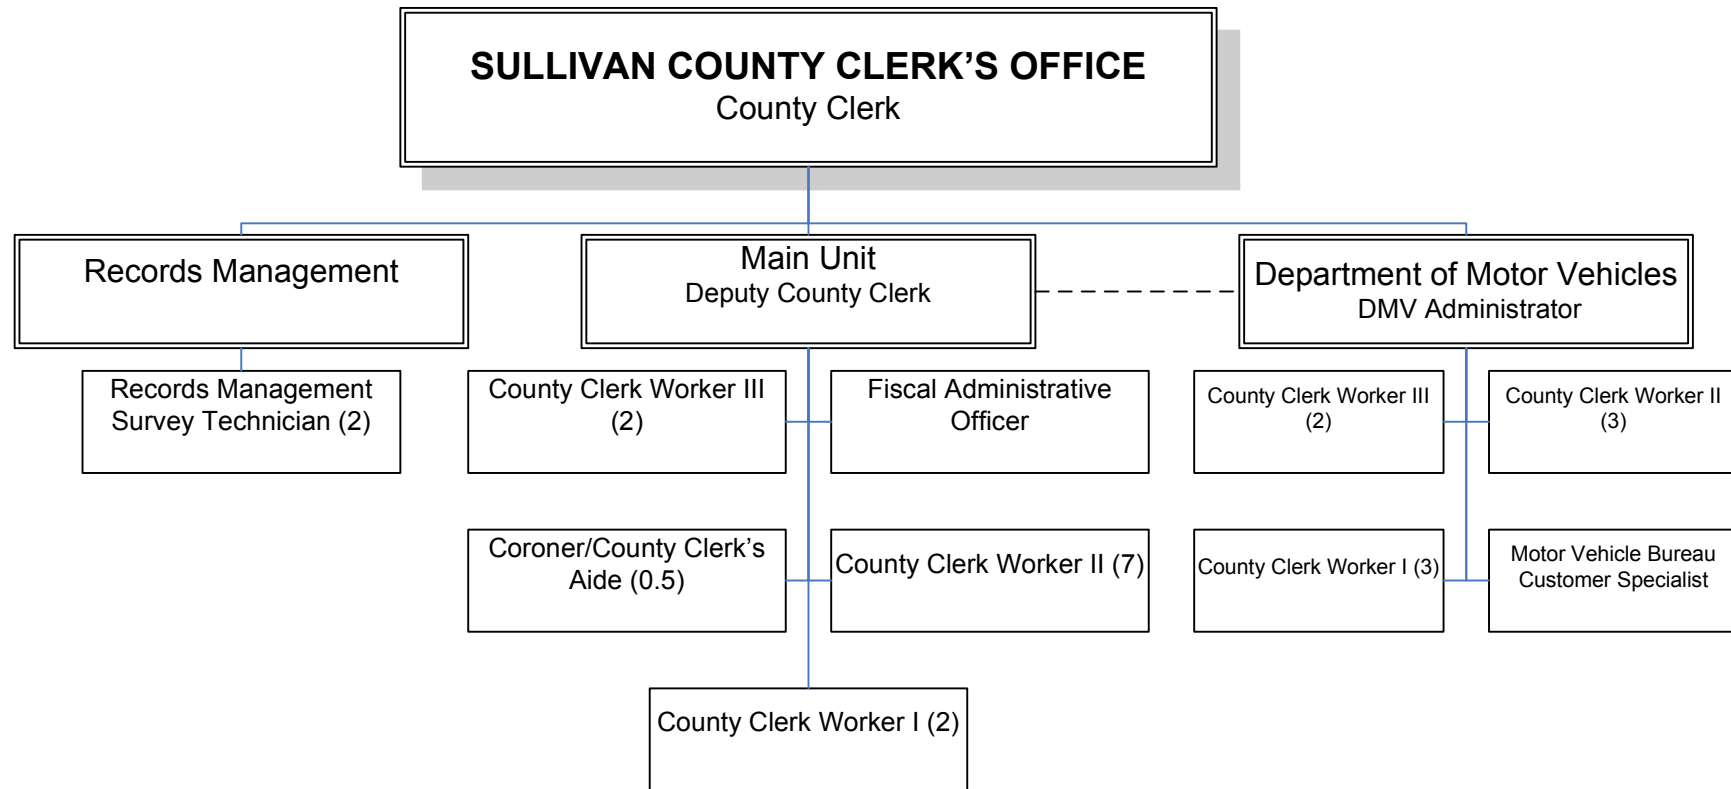 SULLIVAN COUNTY CLERK’S OFFICE
County Clerk
Records Management
Main Unit
Deputy County Clerk
Department of Motor Vehicles
DMV Administrator
Records Management
Survey Technician (2)
County Clerk Worker III
(2)
Fiscal Administrative
Officer
County Clerk Worker III
(2)
County Clerk Worker II
(3)
Coroner/County Clerk’s
Aide (0.5)
County Clerk Worker II (7)
County Clerk Worker I (3)
Motor Vehicle Bureau
Customer Specialist
County Clerk Worker I (2)